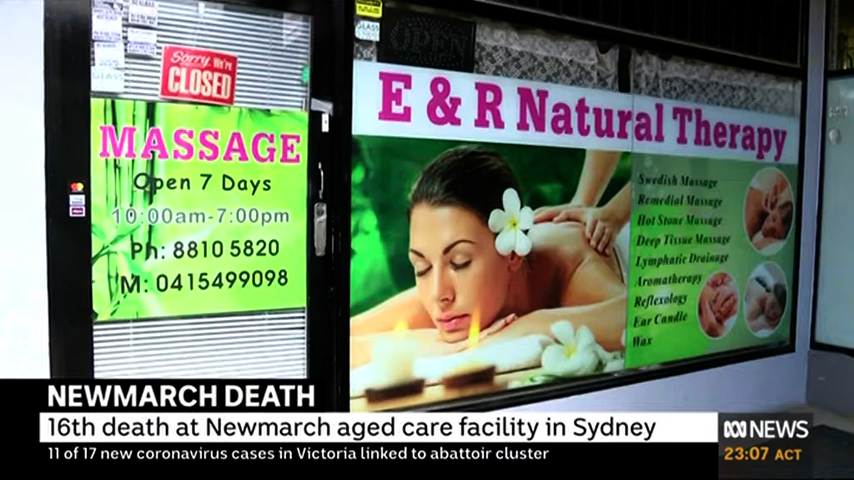 Sorry We're
CLOSED
MASSAGE
Open 7 Days
10:00am-7:00pm
Ph: 8810 5820
M: 0415499098
OPEN
GLASS
E & R Natural Therapy
Swedish Massage
Remedial Massage
Hot Stone Massage
Deep Tissue Massage
Lymphatic Drainage
Aromatherapy
Reflexology
Ear Candle
Wax
NEWMARCH DEATH
16th death at Newmarch aged care facility in Sydney
11 of 17 new coronavirus cases in Victoria linked to abattoir cluster
NEWS
23:07 ACT